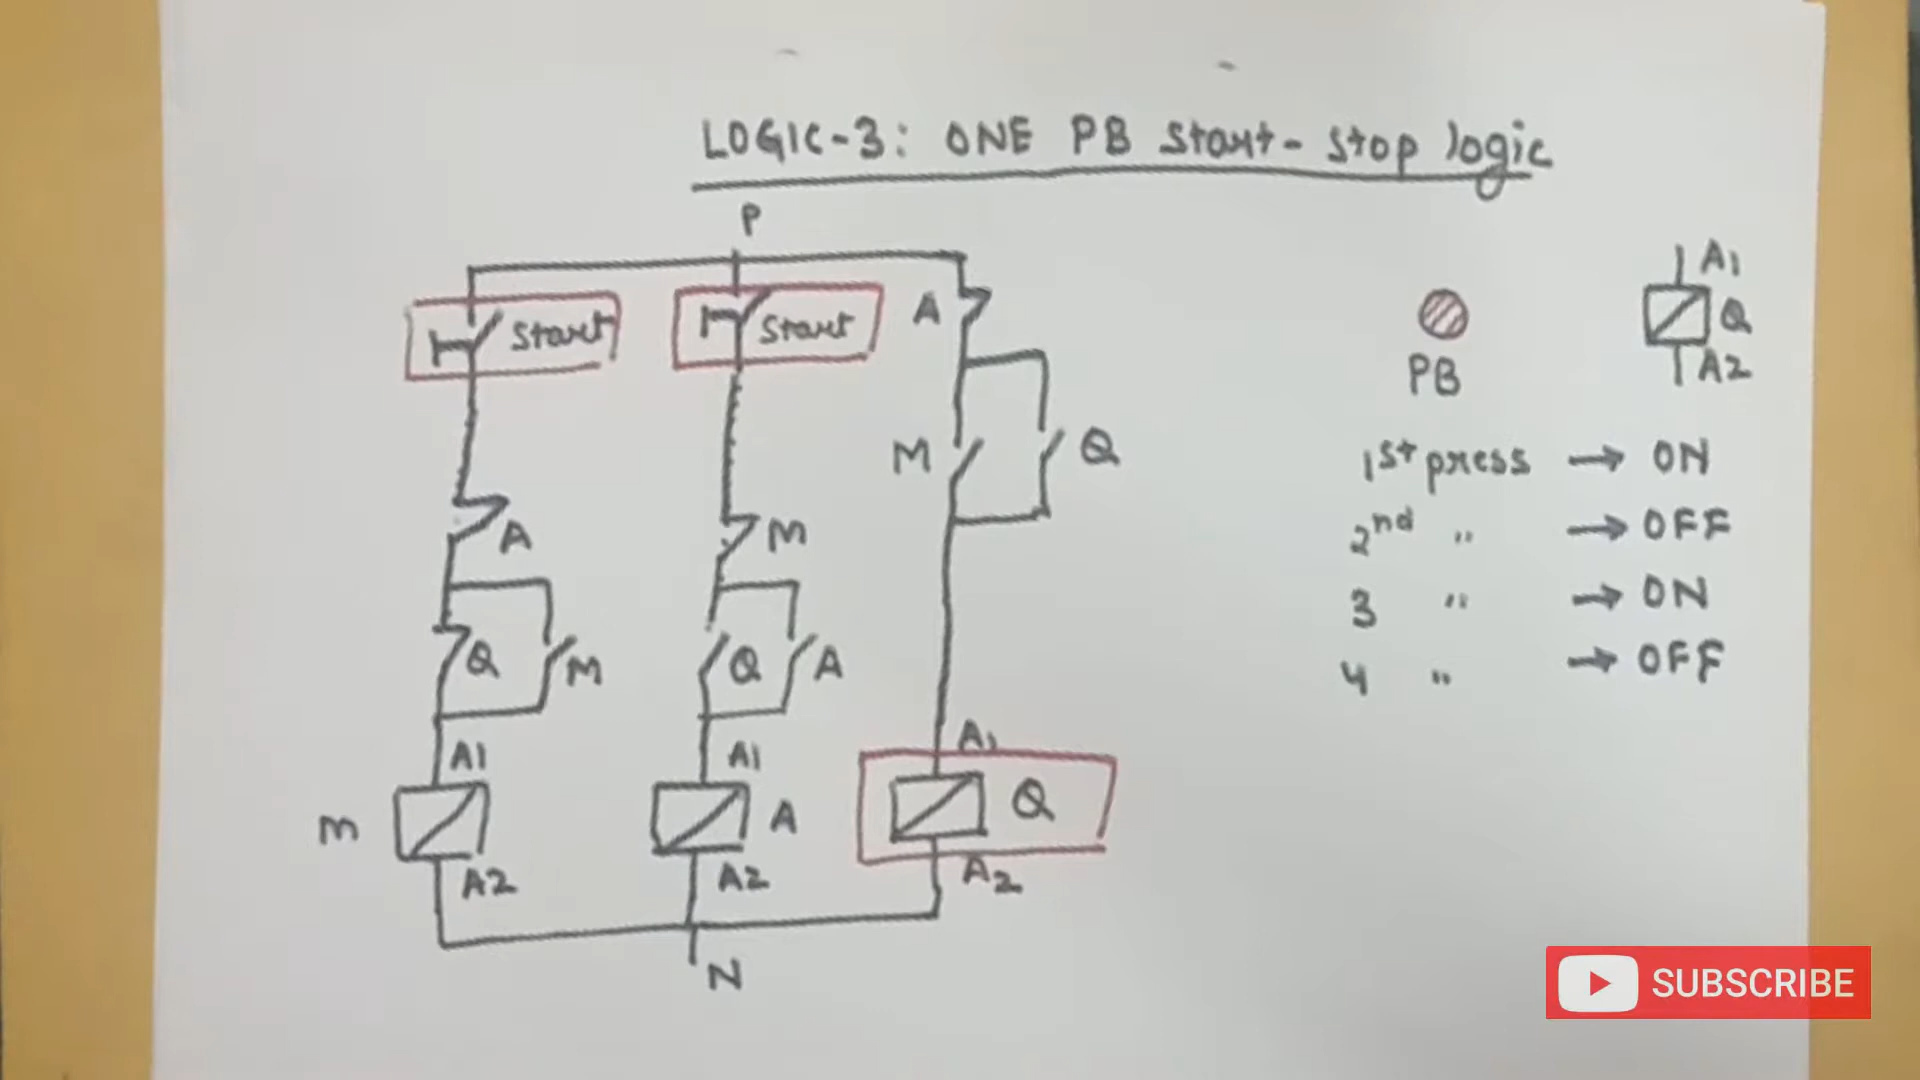 LOGIC-3: ONE PB Start-Stop logic
P
Start
Start
A
A1
Q
A2
PB
M
Q
1st press → ON
A
M
2nd " → OFF
3 " → ON
Q
M
Q
A
4 " → OFF
A1
A1
A1
M
A
Q
A2
A2
A2
N
SUBSCRIBE